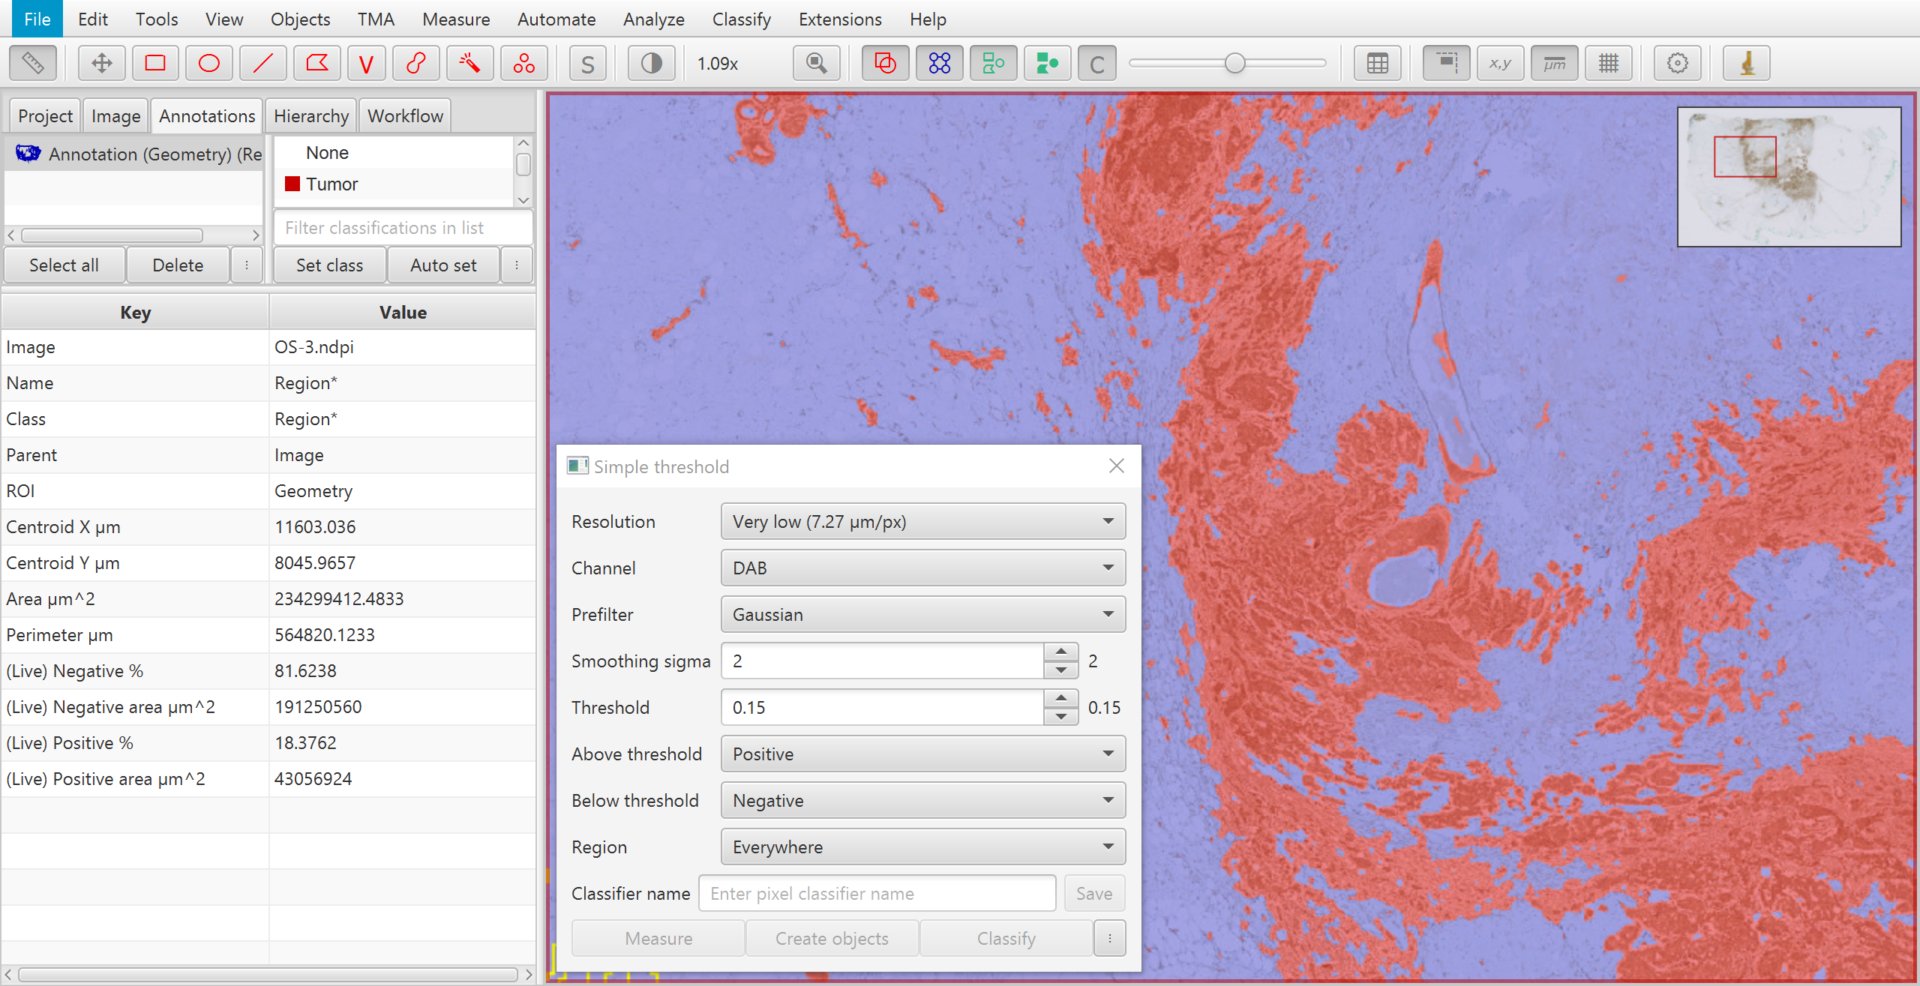 File Edit Tools View Objects TMA Measure Automate Analyze Classify Extensions Help
V S 1.09x C x,y μm
Project Image Annotations Hierarchy Workflow
Annotation (Geometry) (Re
None
Tumor
Filter classifications in list
Select all Delete Set class Auto set
Key Value
Image OS-3.ndpi
Name Region*
Class Region*
Parent Image
ROI Geometry
Centroid X µm 11603.036
Centroid Y µm 8045.9657
Area µm^2 234299412.4833
Perimeter µm 564820.1233
(Live) Negative % 81.6238
(Live) Negative area µm^2 191250560
(Live) Positive % 18.3762
(Live) Positive area µm^2 43056924
Simple threshold
Resolution Very low (7.27 µm/px)
Channel DAB
Prefilter Gaussian
Smoothing sigma 2 2
Threshold 0.15 0.15
Above threshold Positive
Below threshold Negative
Region Everywhere
Classifier name Enter pixel classifier name Save
Measure Create objects Classify